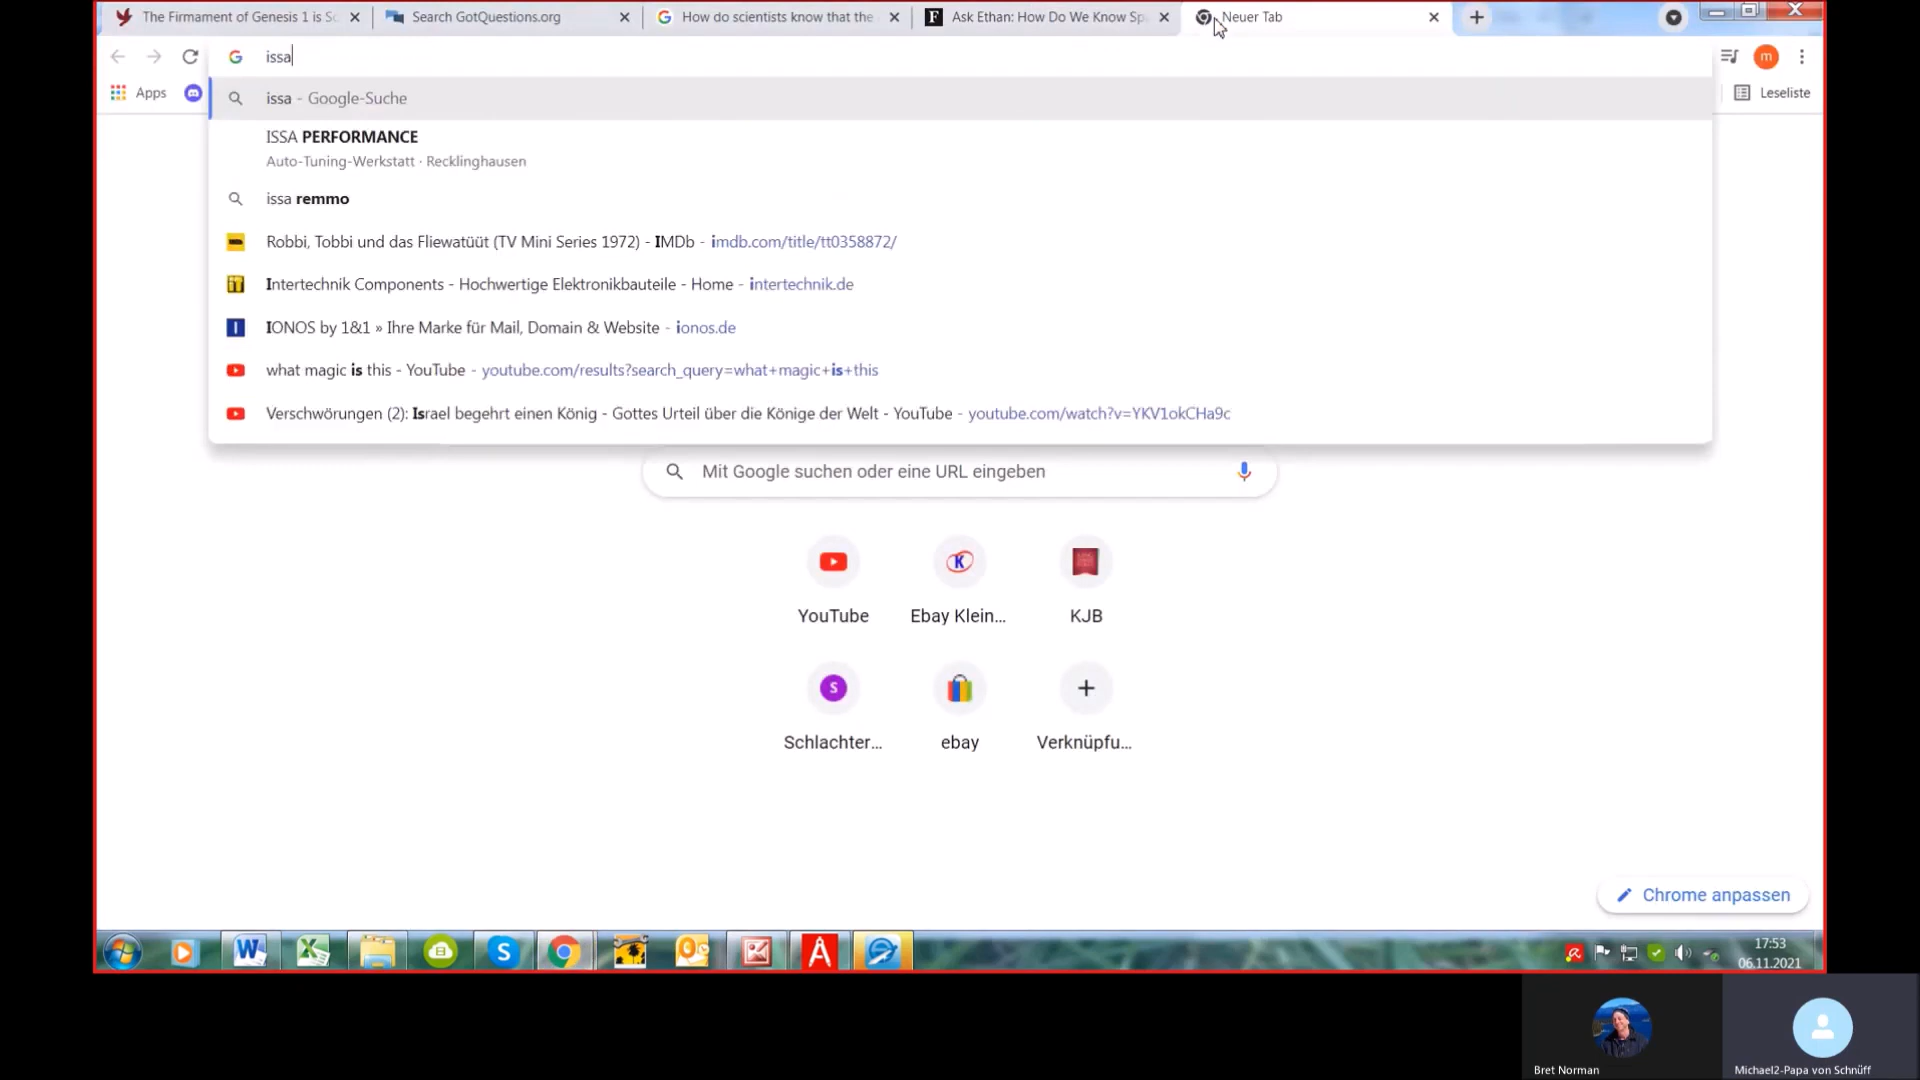 The Firmament of Genesis 1 is Sc
Search GotQuestions.org
How do scientists know that the
Ask Ethan: How Do We Know Sp
Neuer Tab
issa
m
Apps
Leseliste
issa - Google-Suche
ISSA PERFORMANCE
Auto-Tuning-Werkstatt · Recklinghausen
issa remmo
Robbi, Tobbi und das Fliewatüüt (TV Mini Series 1972) - IMDb - imdb.com/title/tt0358872/
Intertechnik Components - Hochwertige Elektronikbauteile - Home - intertechnik.de
IONOS by 1&1 » Ihre Marke für Mail, Domain & Website - ionos.de
what magic is this - YouTube - youtube.com/results?search_query=what+magic+is+this
Verschwörungen (2): Israel begehrt einen König - Gottes Urteil über die Könige der Welt - YouTube - youtube.com/watch?v=YKV1okCHa9c
Mit Google suchen oder eine URL eingeben
YouTube
Ebay Klein...
KJB
S
Schlachter...
ebay
Verknüpfu...
Chrome anpassen
17:53
06.11.2021
Bret Norman
Michael2-Papa von Schnüff